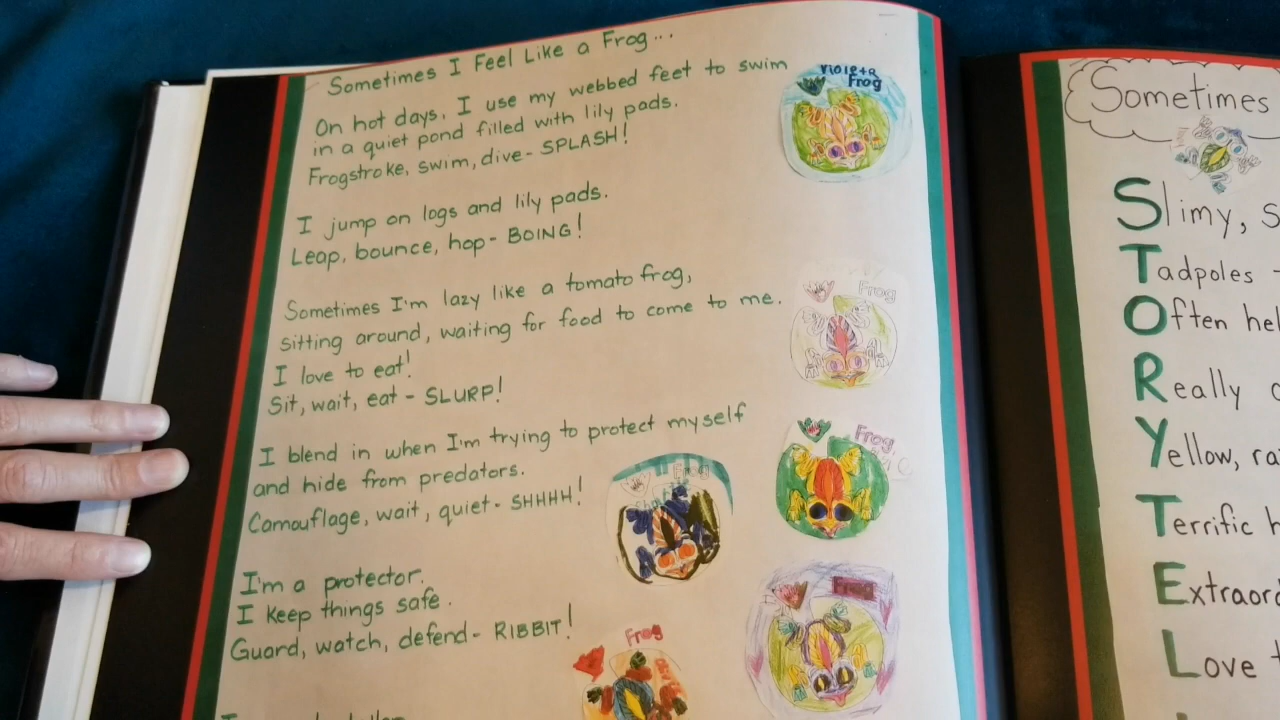 Sometimes I Feel Like a Frog...
On hot days, I use my webbed feet to swim
in a quiet pond filled with lily pads.
Frogstroke, swim, dive- SPLASH!
I jump on logs and lily pads.
Leap, bounce, hop- BOING!
Sometimes I'm lazy like a tomato frog,
sitting around, waiting for food to come to me.
I love to eat!
Sit, wait, eat - SLURP!
I blend in when I'm trying to protect myself
and hide from predators.
Camouflage, wait, quiet- SHHHH!
I'm a protector.
I keep things safe.
Guard, watch, defend- RIBBIT!
Frog
Frog
Frog
Frog
Frog
Sometimes
Slimy, S
Tadpoles
Often hel
Really
Yellow, ra
Terrific h
Extraord
Love t